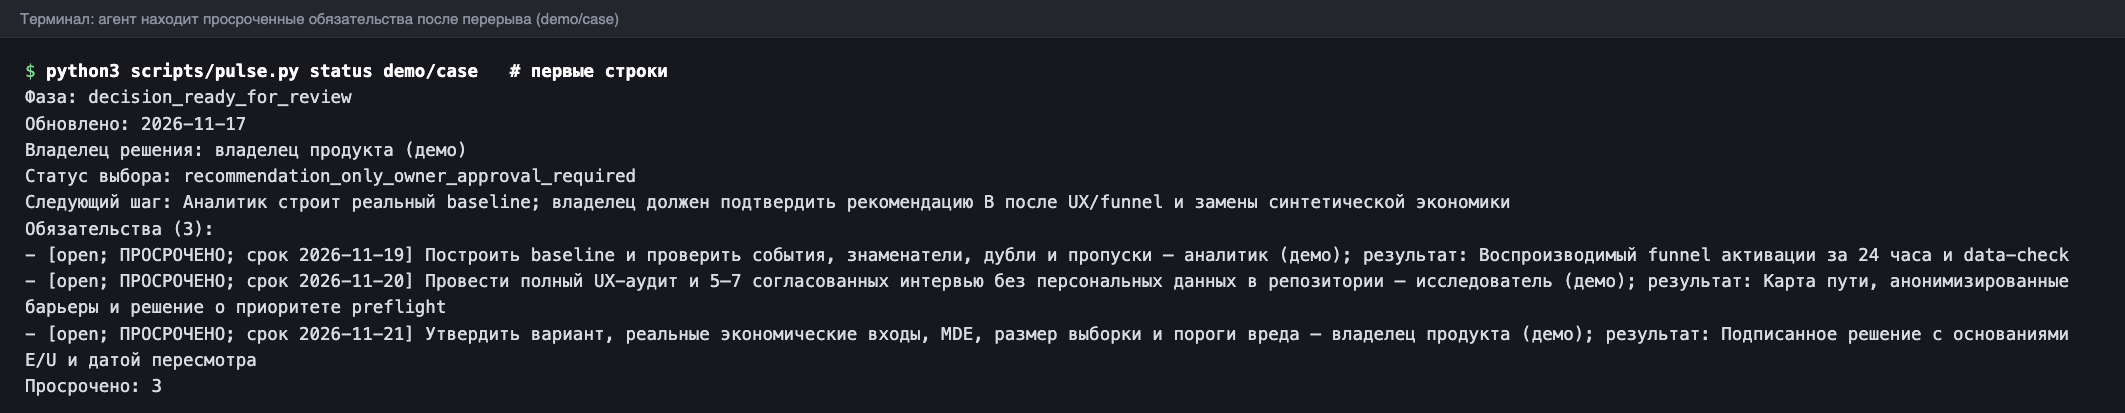 Терминал: агент находит просроченные обязательства после перерыва (demo/case)
$ python3 scripts/pulse.py status demo/case   # первые строки
Фаза: decision_ready_for_review
Обновлено: 2026-11-17
Владелец решения: владелец продукта (демо)
Статус выбора: recommendation_only_owner_approval_required
Следующий шаг: Аналитик строит реальный baseline; владелец должен подтвердить рекомендацию B после UX/funnel и замены синтетической экономики
Обязательства (3):
– [open; ПРОСРОЧЕНО; срок 2026-11-19] Построить baseline и проверить события, знаменатели, дубли и пропуски — аналитик (демо); результат: Воспроизводимый funnel активации за 24 часа и data-check
– [open; ПРОСРОЧЕНО; срок 2026-11-20] Провести полный UX-аудит и 5–7 согласованных интервью без персональных данных в репозитории — исследователь (демо); результат: Карта пути, анонимизированные
барьеры и решение о приоритете preflight
– [open; ПРОСРОЧЕНО; срок 2026-11-21] Утвердить вариант, реальные экономические входы, MDE, размер выборки и пороги вреда — владелец продукта (демо); результат: Подписанное решение с основаниями
E/U и датой пересмотра
Просрочено: 3